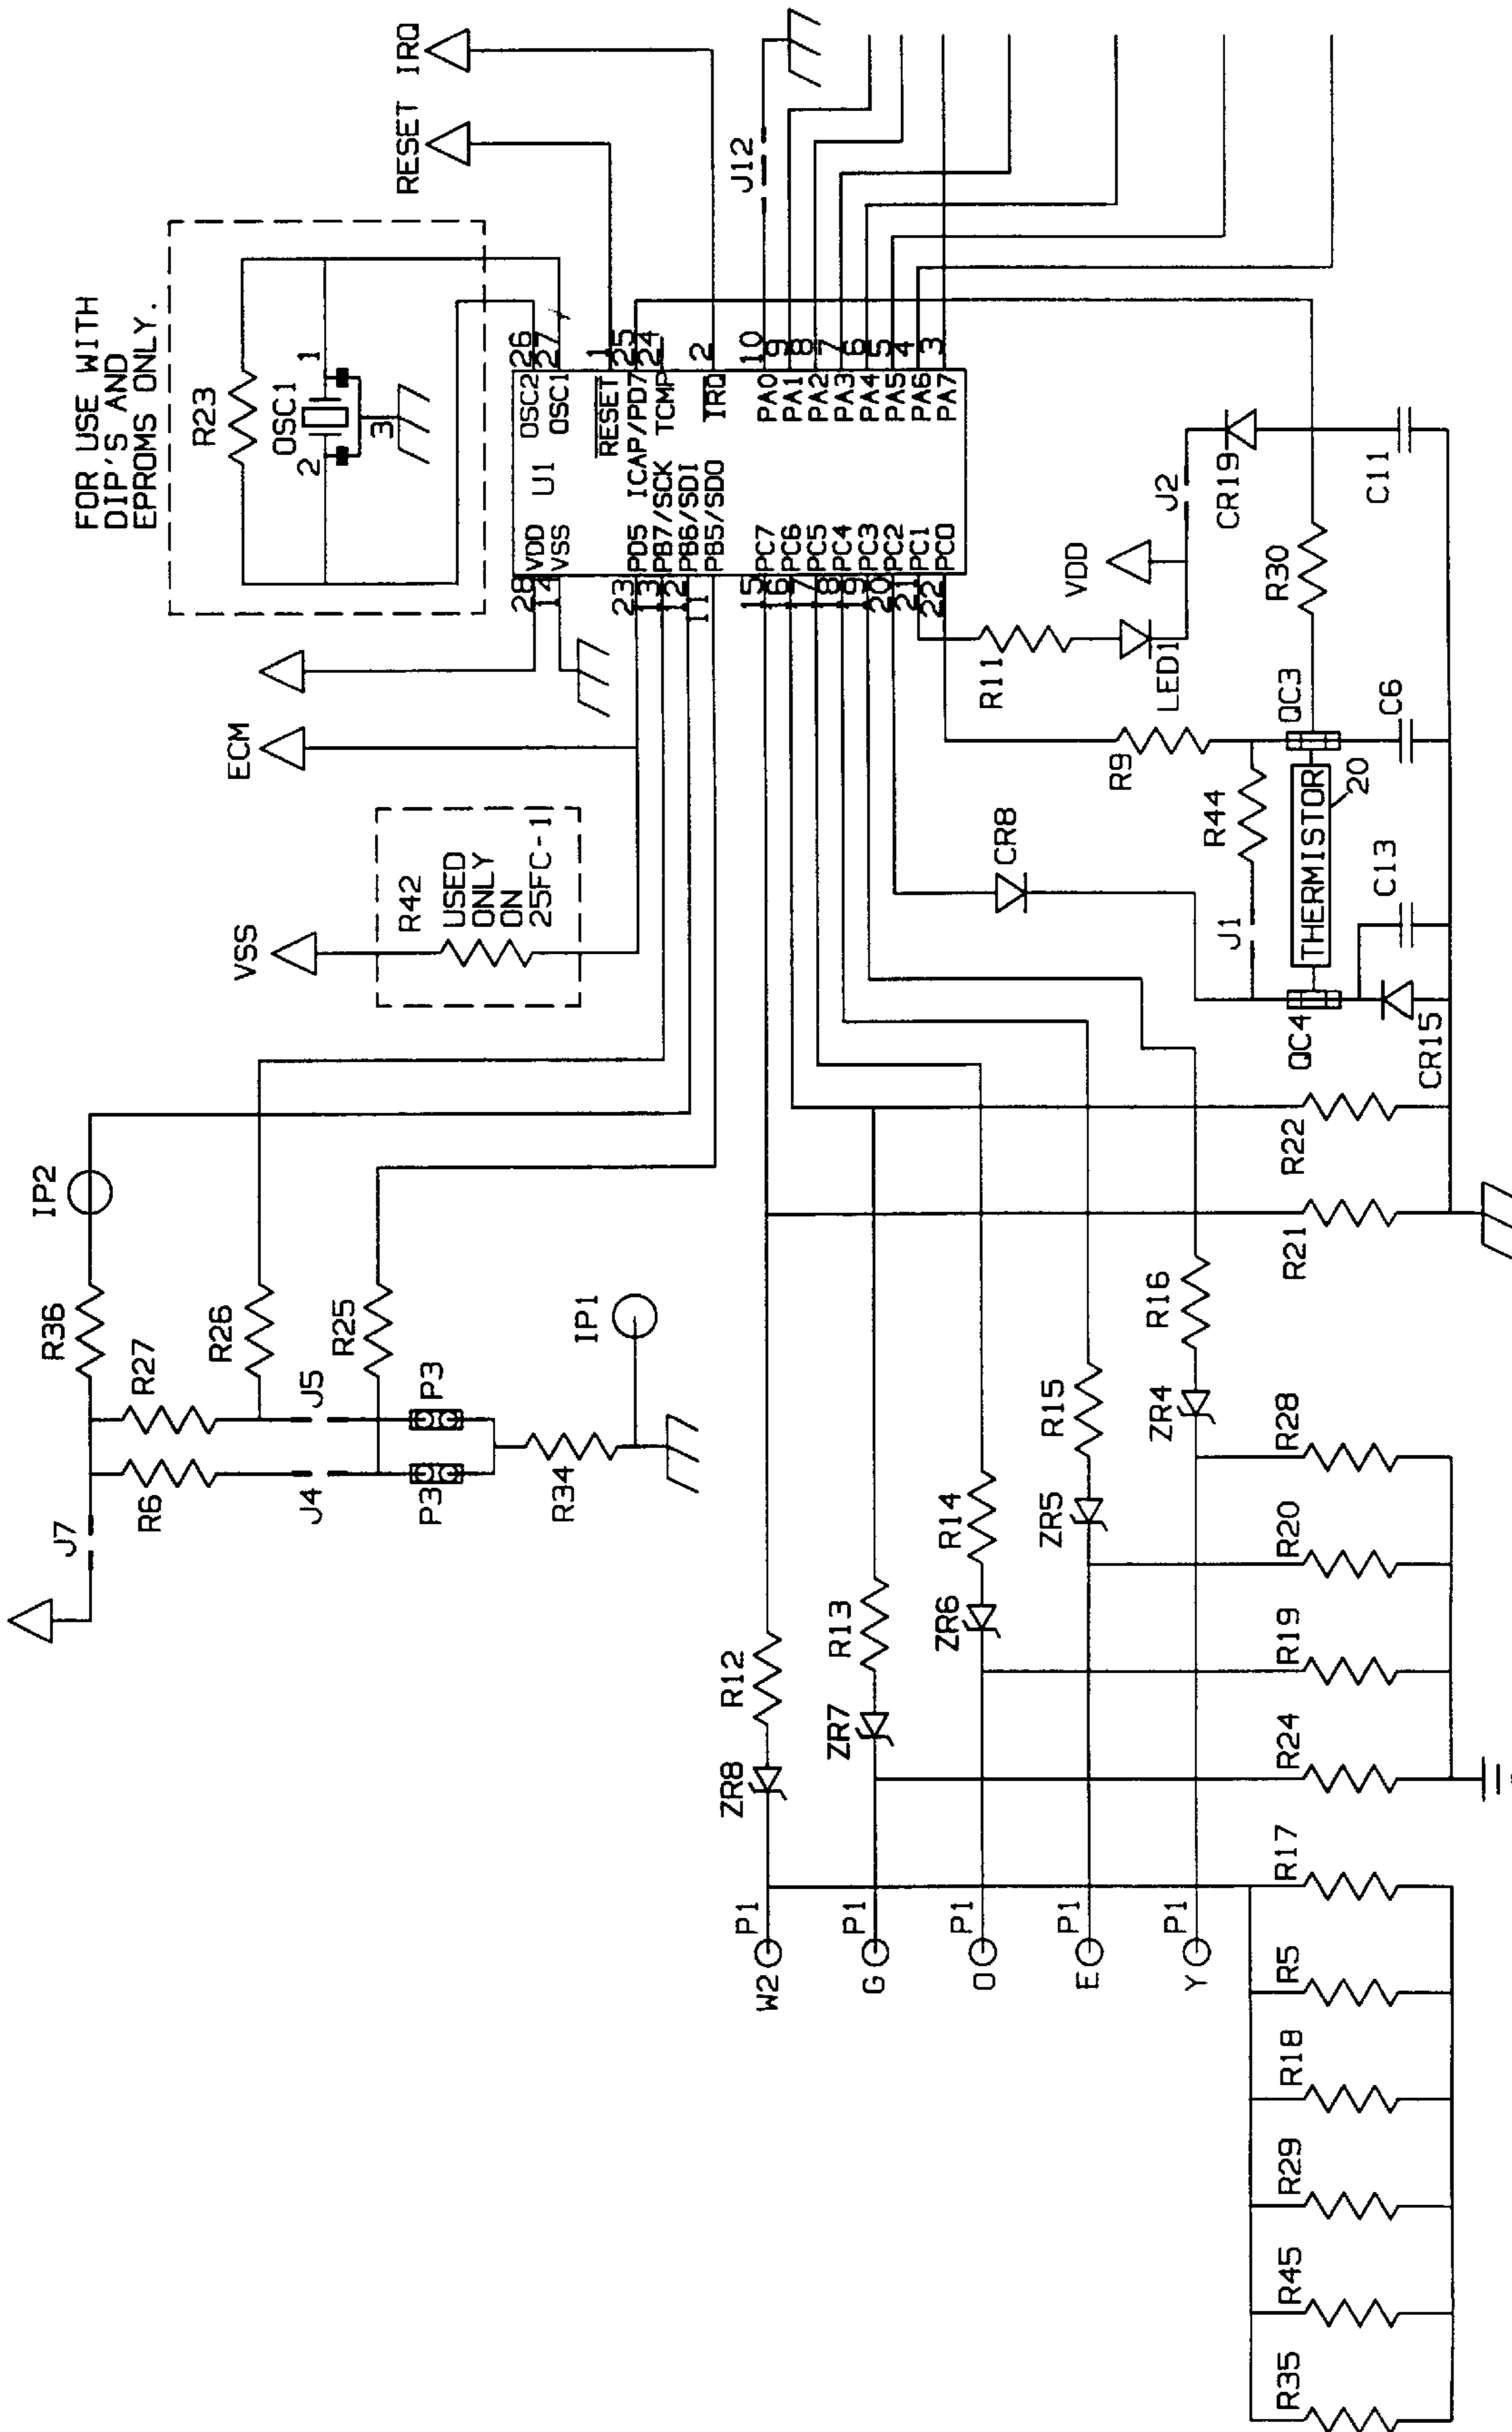 FOR USE WITH
DIP'S AND
EPROMS ONLY.
R23
OSC1
2
1
3
RESET
IRQ
ECM
VSS
R42
USED
ONLY
ON
25FC-1
IP2
R36
J7
R27
R6
R26
R25
J5
J4
P3
P3
R34
IP1
U1
28 VDD
14 VSS
23 PD5
13 PB7/SCK
12 PB6/SDI
11 PB5/SDO
15 PC7
16 PC6
17 PC5
18 PC4
19 PC3
20 PC2
21 PC1
22 PC0
OSC2 26
OSC1 27
RESET 1
ICAP/PD7 25
TCMP 24
IRQ 2
PA0 10
PA1 9
PA2 8
PA3 7
PA4 6
PA5 5
PA6 4
PA7 3
J12
R12
ZR8
W2 P1
R13
ZR7
G P1
R14
ZR6
O P1
R15
ZR5
E P1
R16
ZR4
Y P1
R11
LED1
VDD
J2
CR19
C11
R30
R9
R44
J1
CR8
QC3
QC4
THERMISTOR
20
C6
C13
CR15
R35
R45
R29
R18
R5
R17
R24
R19
R20
R28
R21
R22